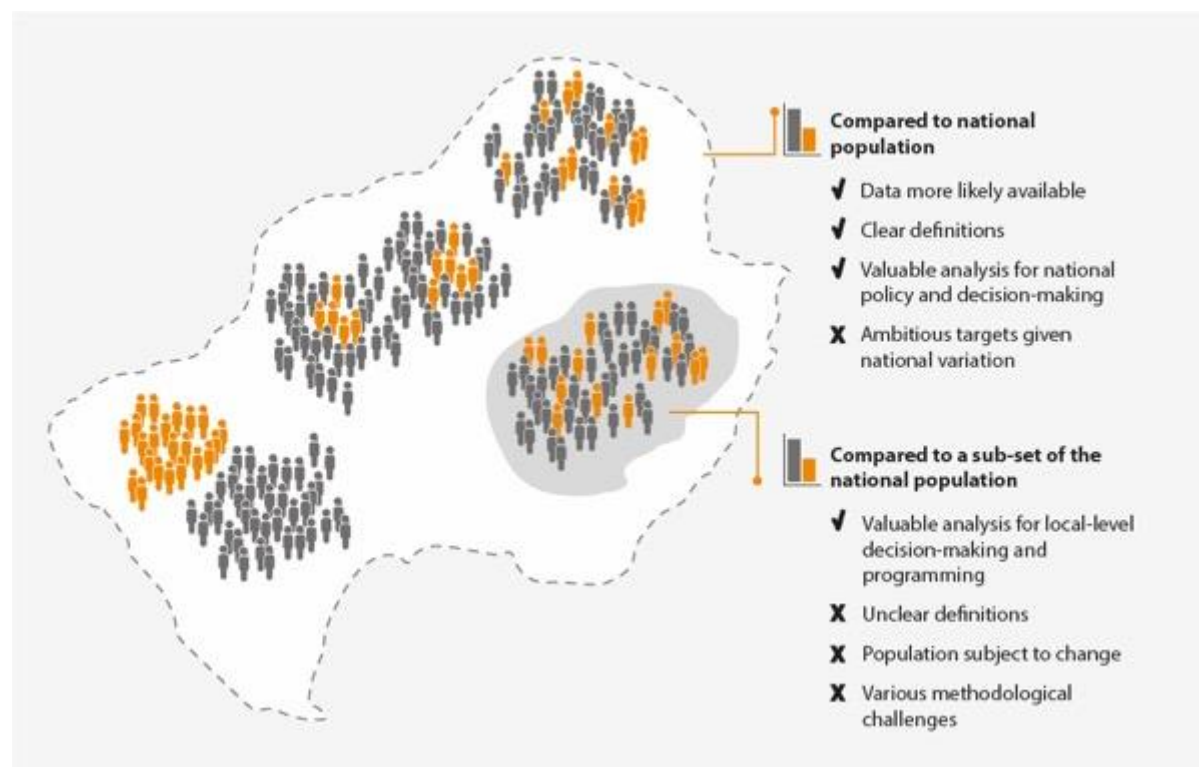 Compared to national
population
✓ Data more likely available
✓ Clear definitions
✓ Valuable analysis for national
policy and decision-making
X Ambitious targets given
national variation
Compared to a sub-set of the
national population
✓ Valuable analysis for local-level
decision-making and
programming
X Unclear definitions
X Population subject to change
X Various methodological
challenges